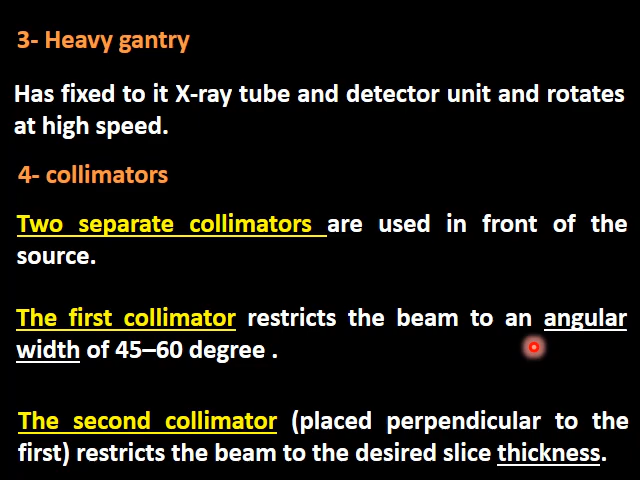 3- Heavy gantry
Has fixed to it X-ray tube and detector unit and rotates
at high speed.
4- collimators
Two separate collimators are used in front of the
source.
The first collimator restricts the beam to an angular
width of 45–60 degree .
The second collimator (placed perpendicular to the
first) restricts the beam to the desired slice thickness.